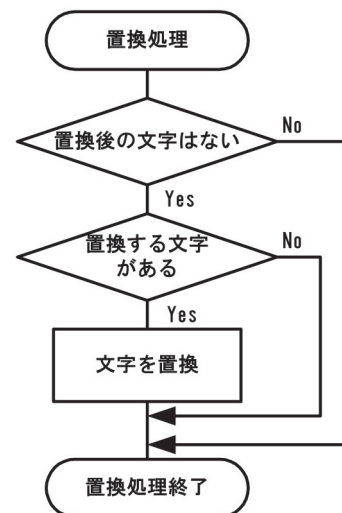 置換処理
置換後の文字はない
No
Yes
置換する文字
がある
No
Yes
文字を置換
置換処理終了